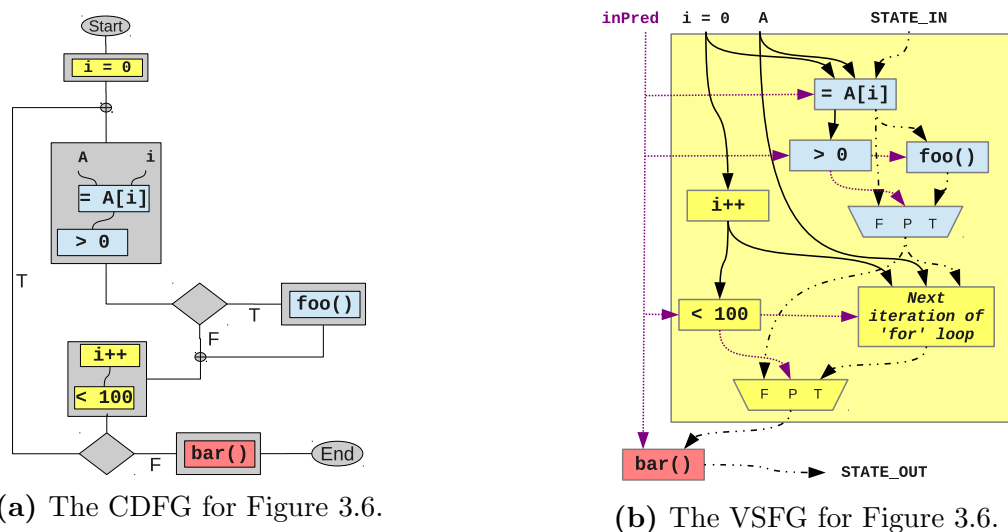 Start
i = 0
A i
= A[i]
> 0
T
foo()
T
F
i++
< 100
F
bar()
End
(a) The CDFG for Figure 3.6.
inPred i = 0 A STATE_IN
= A[i]
> 0
foo()
i++
F P T
< 100
Next
iteration of
'for' loop
F P T
bar()
STATE_OUT
(b) The VSFG for Figure 3.6.